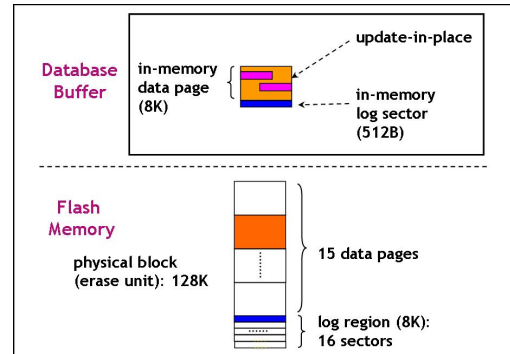 Database
Buffer
in-memory
data page
(8K)
update-in-place
in-memory
log sector
(512B)
Flash
Memory
physical block
(erase unit): 128K
15 data pages
log region (8K):
16 sectors